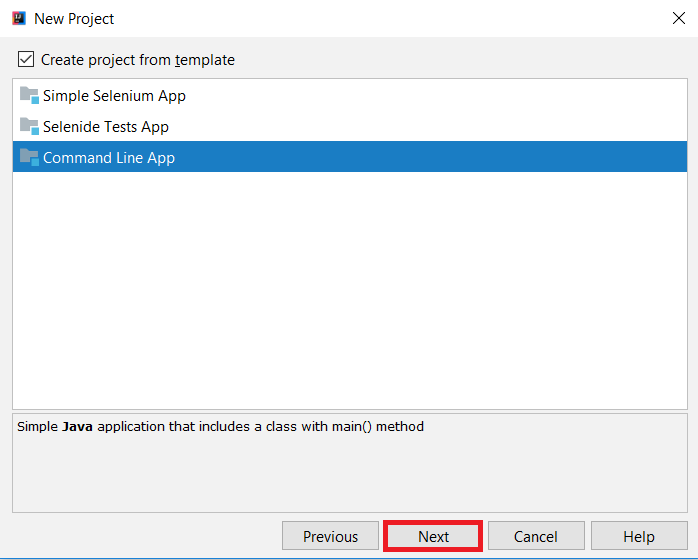 New Project
Create project from template
Simple Selenium App
Selenide Tests App
Command Line App
Simple Java application that includes a class with main() method
Previous Next Cancel Help